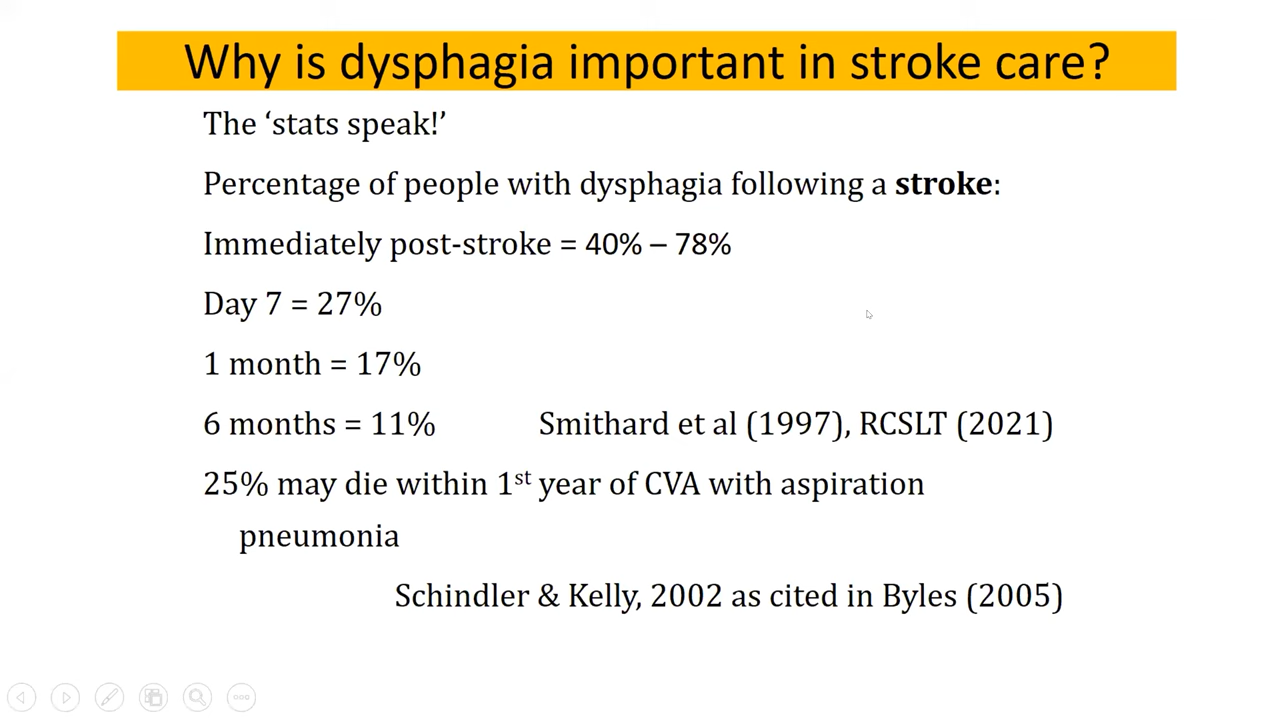 Why is dysphagia important in stroke care?
The ‘stats speak!’
Percentage of people with dysphagia following a stroke:
Immediately post-stroke = 40% – 78%
Day 7 = 27%
1 month = 17%
6 months = 11% Smithard et al (1997), RCSLT (2021)
25% may die within 1st year of CVA with aspiration
pneumonia
Schindler & Kelly, 2002 as cited in Byles (2005)